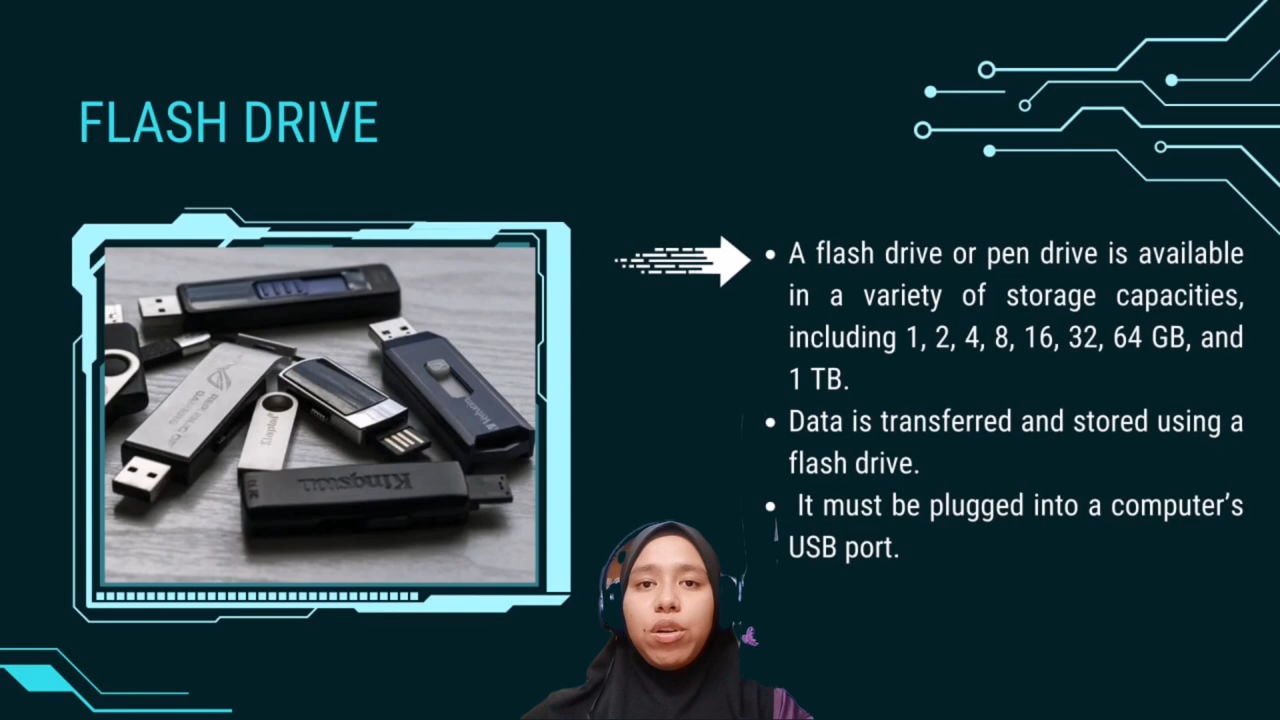 FLASH DRIVE
• A flash drive or pen drive is available
in a variety of storage capacities,
including 1, 2, 4, 8, 16, 32, 64 GB, and
1 TB.
• Data is transferred and stored using a
flash drive.
• It must be plugged into a computer’s
USB port.
Kingston